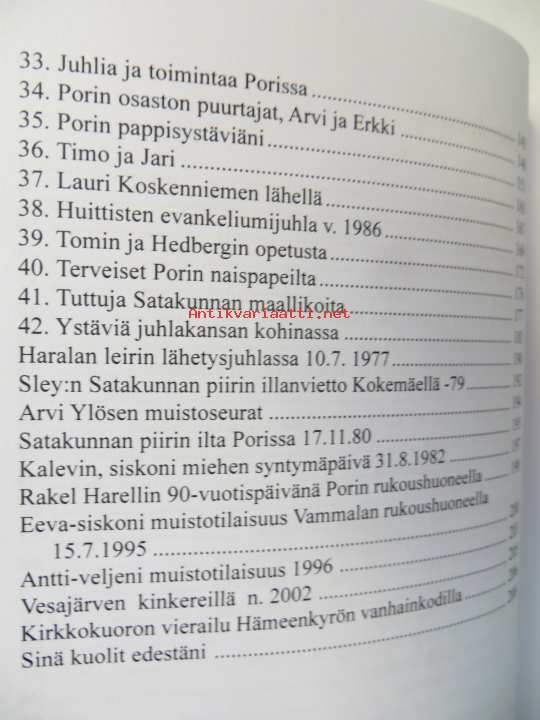 33. Juhlia ja toimintaa Porissa
34. Porin osaston puurtajat, Arvi ja Erkki
35. Porin pappisystäviäni
36. Timo ja Jari
37. Lauri Koskenniemen lähellä
38. Huittisten evankeliumijuhla v. 1986
39. Tomin ja Hedbergin opetusta
40. Terveiset Porin naispapeilta
41. Tuttuja Satakunnan maallikoita
Antikvariaatti.net
42. Ystäviä juhlakansan kohinassa
Haralan leirin lähetysjuhlassa 10.7. 1977
Sley:n Satakunnan piirin illanvietto Kokemäellä -79
Arvi Ylösen muistoseurat
Satakunnan piirin ilta Porissa 17.11.80
Kalevin, siskoni miehen syntymäpäivä 31.8.1982
Rakel Harellin 90-vuotispäivänä Porin rukoushuoneella
Eeva-siskoni muistotilaisuus Vammalan rukoushuoneella
15.7.1995
Antti-veljeni muistotilaisuus 1996
Vesajärven kinkereillä n. 2002
Kirkkokuoron vierailu Hämeenkyrön vanhainkodilla
Sinä kuolit edestäni